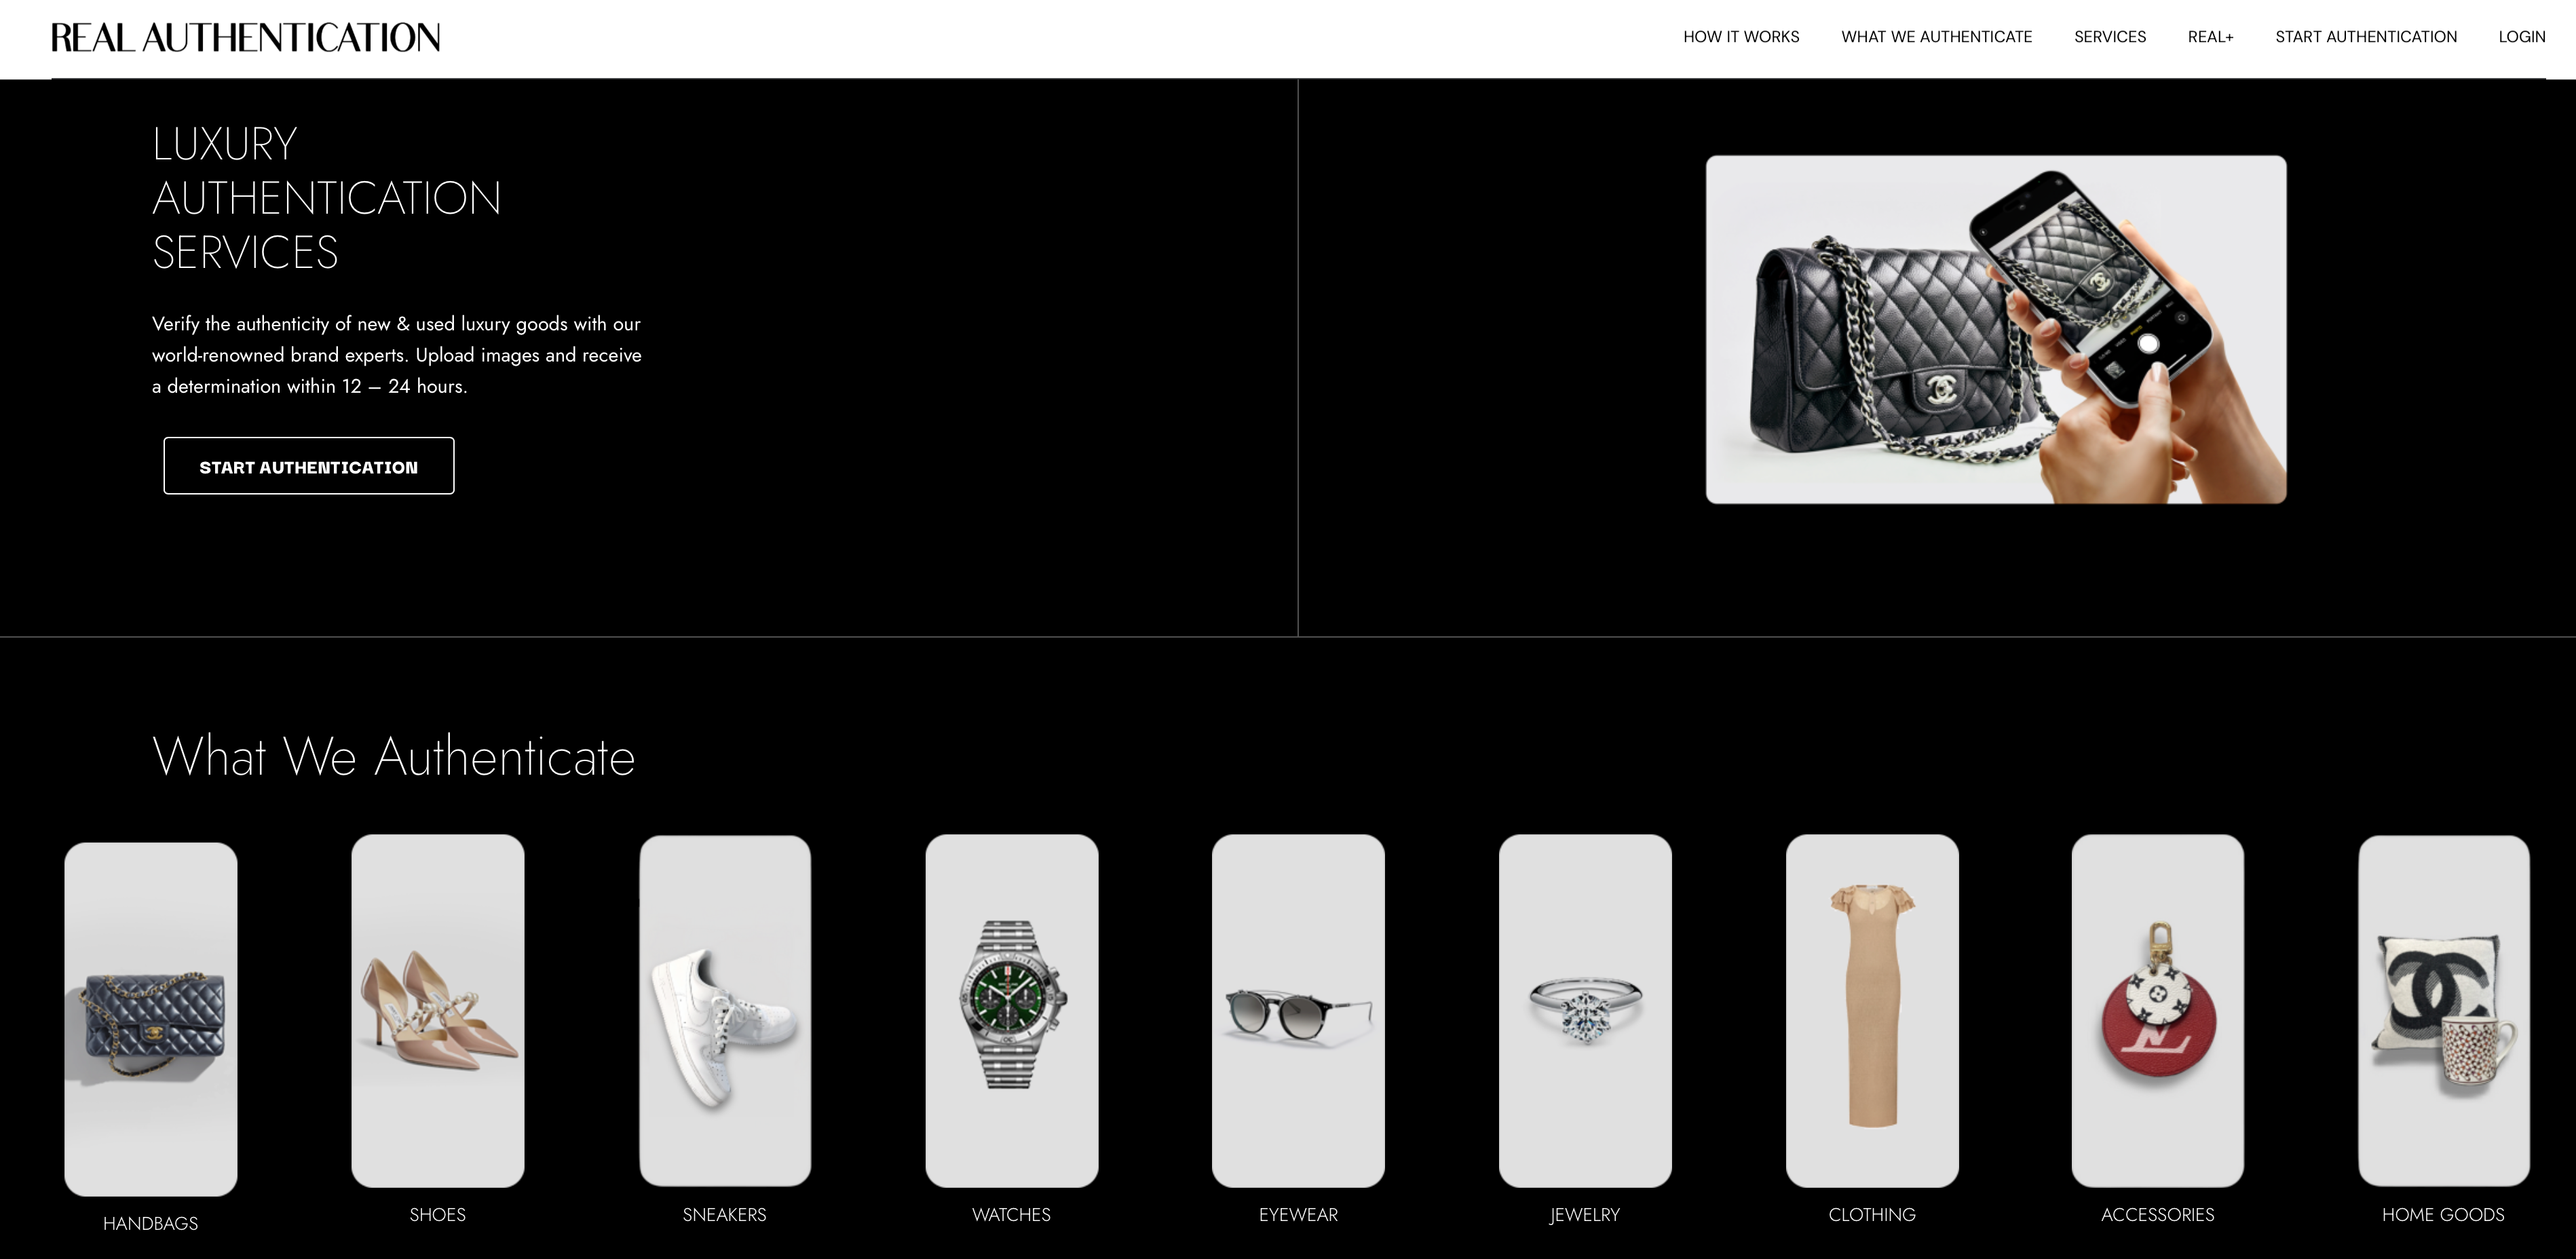 REAL AUTHENTICATION
HOW IT WORKS
WHAT WE AUTHENTICATE
SERVICES
REAL+
START AUTHENTICATION
LOGIN
LUXURY
AUTHENTICATION
SERVICES
Verify the authenticity of new & used luxury goods with our
world-renowned brand experts. Upload images and receive
a determination within 12 – 24 hours.
START AUTHENTICATION
What We Authenticate
HANDBAGS
SHOES
SNEAKERS
WATCHES
EYEWEAR
JEWELRY
CLOTHING
ACCESSORIES
HOME GOODS